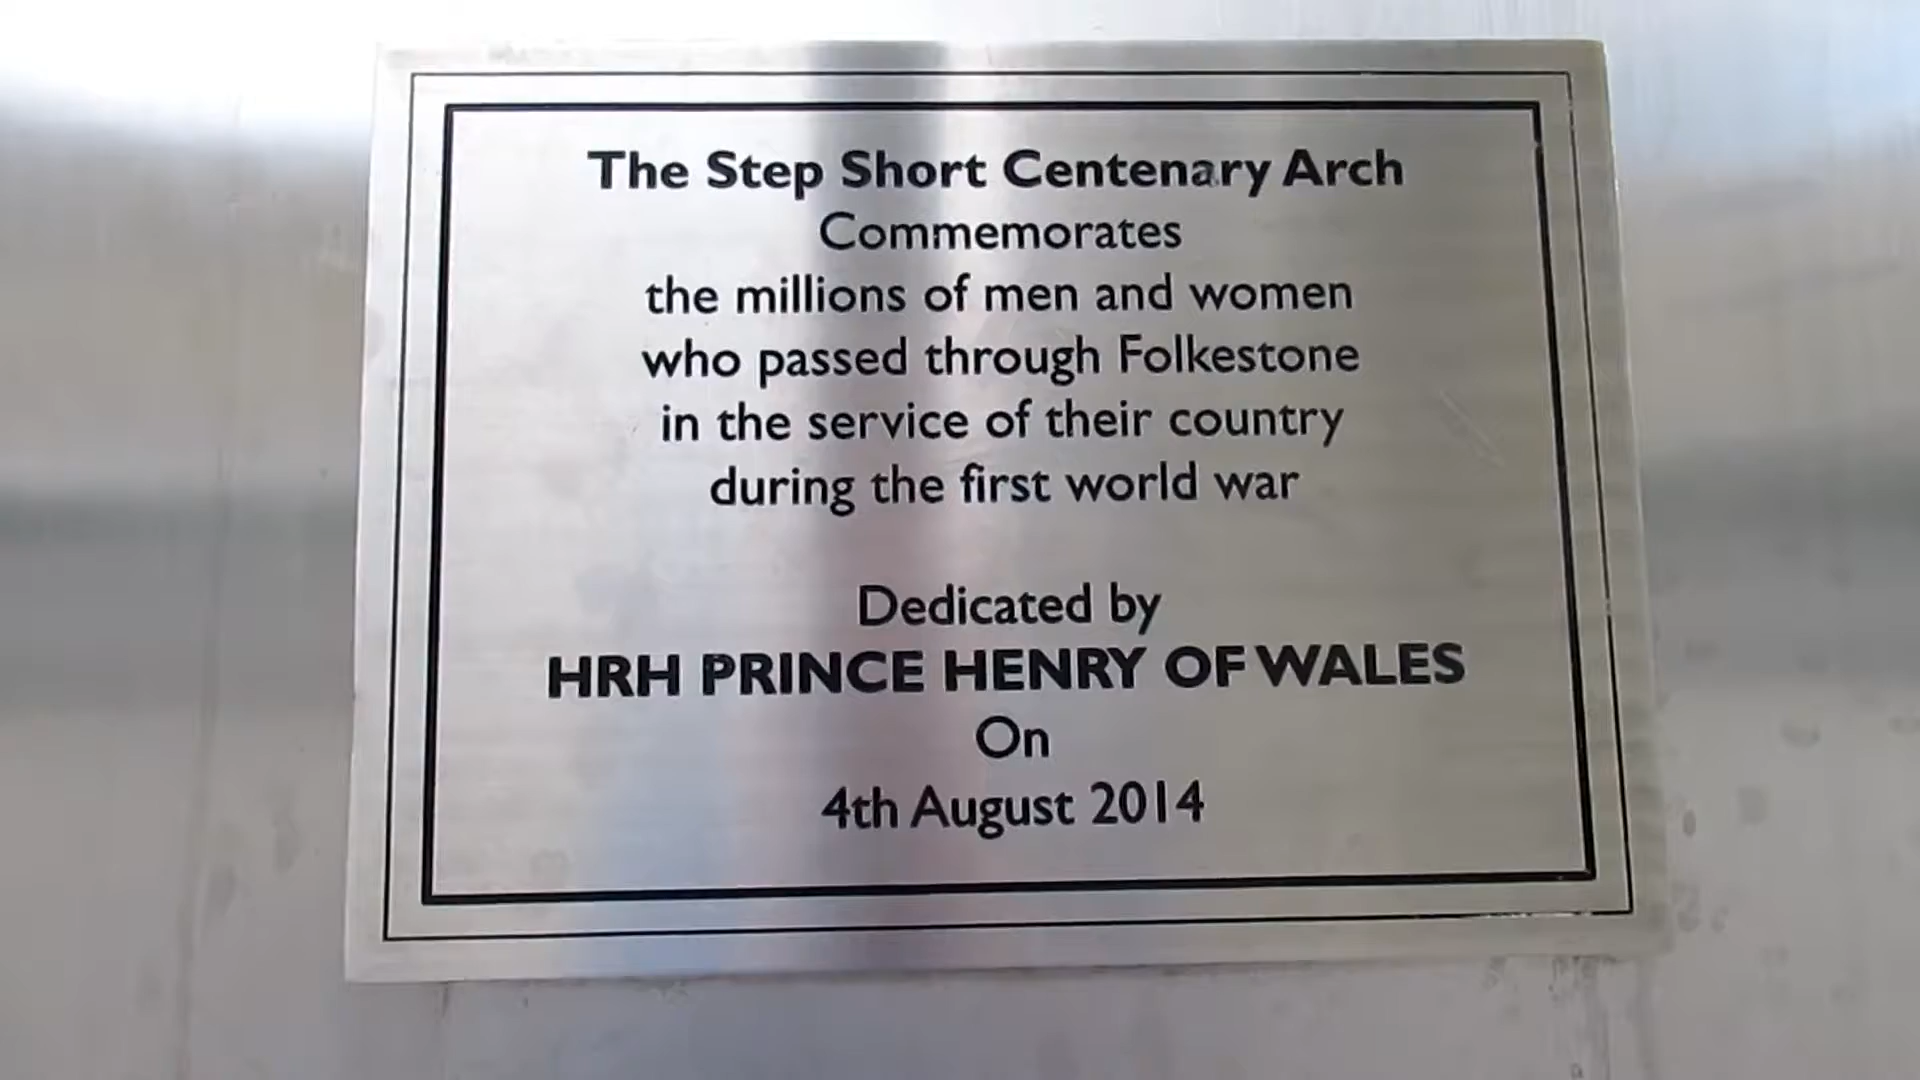 The Step Short Centenary Arch
Commemorates
the millions of men and women
who passed through Folkestone
in the service of their country
during the first world war
Dedicated by
HRH PRINCE HENRY OF WALES
On
4th August 2014